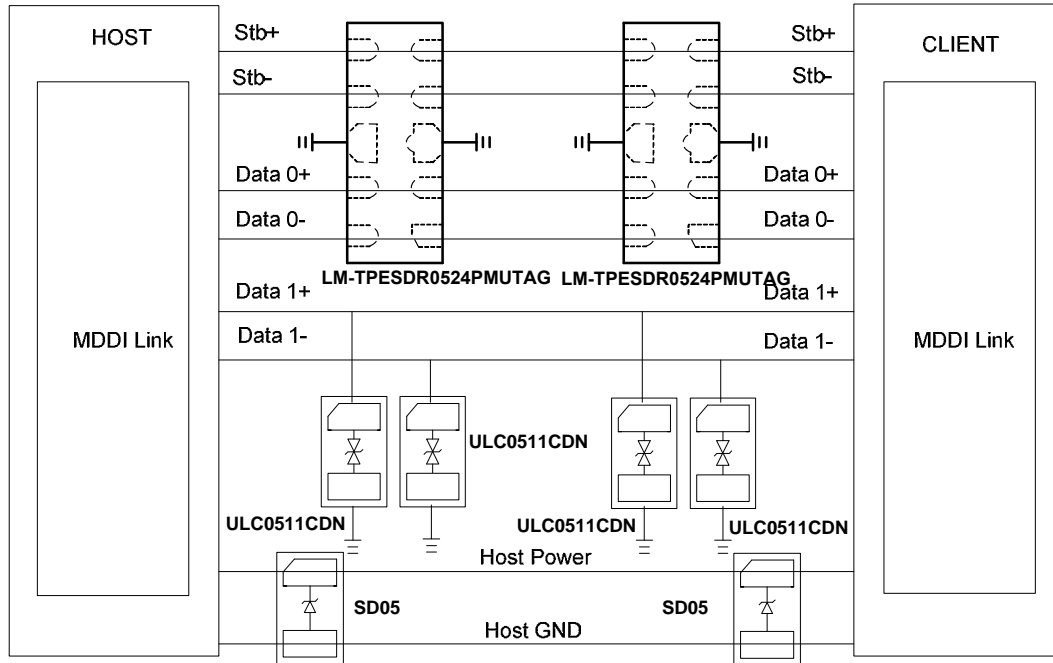 HOST
Stb+
Stb+
CLIENT
Stb-
Stb-
Data 0+
Data 0+
Data 0-
Data 0-
LM-TPESDR0524PMUTAG
LM-TPESDR0524PMUTAG
Data 1+
Data 1+
MDDI Link
Data 1-
Data 1-
MDDI Link
ULC0511CDN
ULC0511CDN
ULC0511CDN
ULC0511CDN
Host Power
SD05
SD05
Host GND